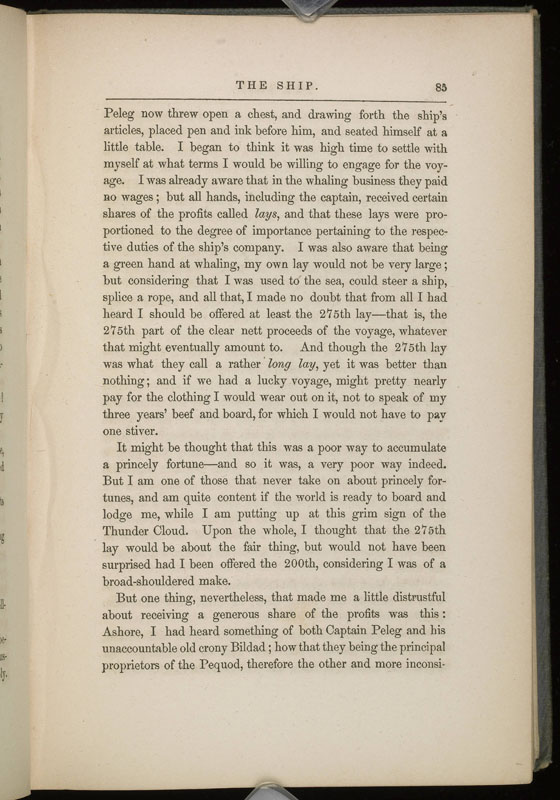 THE SHIP. 85
Peleg now threw open a chest, and drawing forth the ship's
articles, placed pen and ink before him, and seated himself at a
little table. I began to think it was high time to settle with
myself at what terms I would be willing to engage for the voy-
age. I was already aware that in the whaling business they paid
no wages; but all hands, including the captain, received certain
shares of the profits called lays, and that these lays were pro-
portioned to the degree of importance pertaining to the respec-
tive duties of the ship's company. I was also aware that being
a green hand at whaling, my own lay would not be very large;
but considering that I was used to the sea, could steer a ship,
splice a rope, and all that, I made no doubt that from all I had
heard I should be offered at least the 275th lay—that is, the
275th part of the clear nett proceeds of the voyage, whatever
that might eventually amount to. And though the 275th lay
was what they call a rather long lay, yet it was better than
nothing; and if we had a lucky voyage, might pretty nearly
pay for the clothing I would wear out on it, not to speak of my
three years' beef and board, for which I would not have to pay
one stiver.
It might be thought that this was a poor way to accumulate
a princely fortune—and so it was, a very poor way indeed.
But I am one of those that never take on about princely for-
tunes, and am quite content if the world is ready to board and
lodge me, while I am putting up at this grim sign of the
Thunder Cloud. Upon the whole, I thought that the 275th
lay would be about the fair thing, but would not have been
surprised had I been offered the 200th, considering I was of a
broad-shouldered make.
But one thing, nevertheless, that made me a little distrustful
about receiving a generous share of the profits was this:
Ashore, I had heard something of both Captain Peleg and his
unaccountable old crony Bildad; how that they being the principal
proprietors of the Pequod, therefore the other and more inconsi-